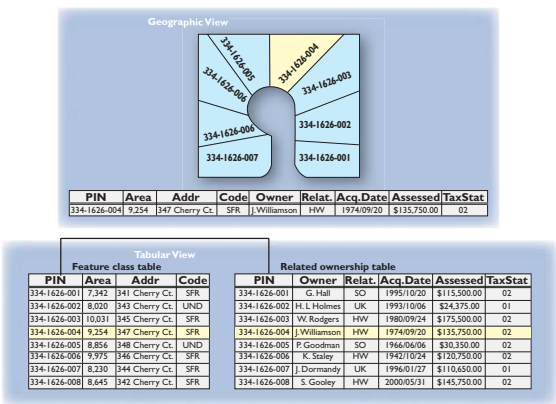 Geographic View
334-1626-005
334-1626-004
334-1626-006
334-1626-003
334-1626-006
334-1626-002
334-1626-007
334-1626-001
PIN Area Addr Code Owner Relat. Acq.Date Assessed TaxStat
334-1626-004 9,254 347 Cherry Ct. SFR J.Williamson HW 1974/09/20 $135,750.00 02
Tabular View
Feature class table
PIN Area Addr Code
334-1626-001 7,342 341 Cherry Ct. SFR
334-1626-002 8,020 343 Cherry Ct. UND
334-1626-003 10,031 345 Cherry Ct. SFR
334-1626-004 9,254 347 Cherry Ct. SFR
334-1626-005 8,856 348 Cherry Ct. UND
334-1626-006 9,975 346 Cherry Ct. SFR
334-1626-007 8,230 344 Cherry Ct. SFR
334-1626-008 8,645 342 Cherry Ct. SFR
Related ownership table
PIN Owner Relat. Acq.Date Assessed TaxStat
334-1626-001 G. Hall SO 1995/10/20 $115,500.00 02
334-1626-002 H. L Holmes UK 1993/10/06 $24,375.00 01
334-1626-003 W. Rodgers HW 1980/09/24 $175,500.00 02
334-1626-004 J.Williamson HW 1974/09/20 $135,750.00 02
334-1626-005 P. Goodman SO 1966/06/06 $30,350.00 02
334-1626-006 K. Staley HW 1942/10/24 $120,750.00 02
334-1626-007 J. Dormandy UK 1996/01/27 $110,650.00 01
334-1626-008 S. Gooley HW 2000/05/31 $145,750.00 02